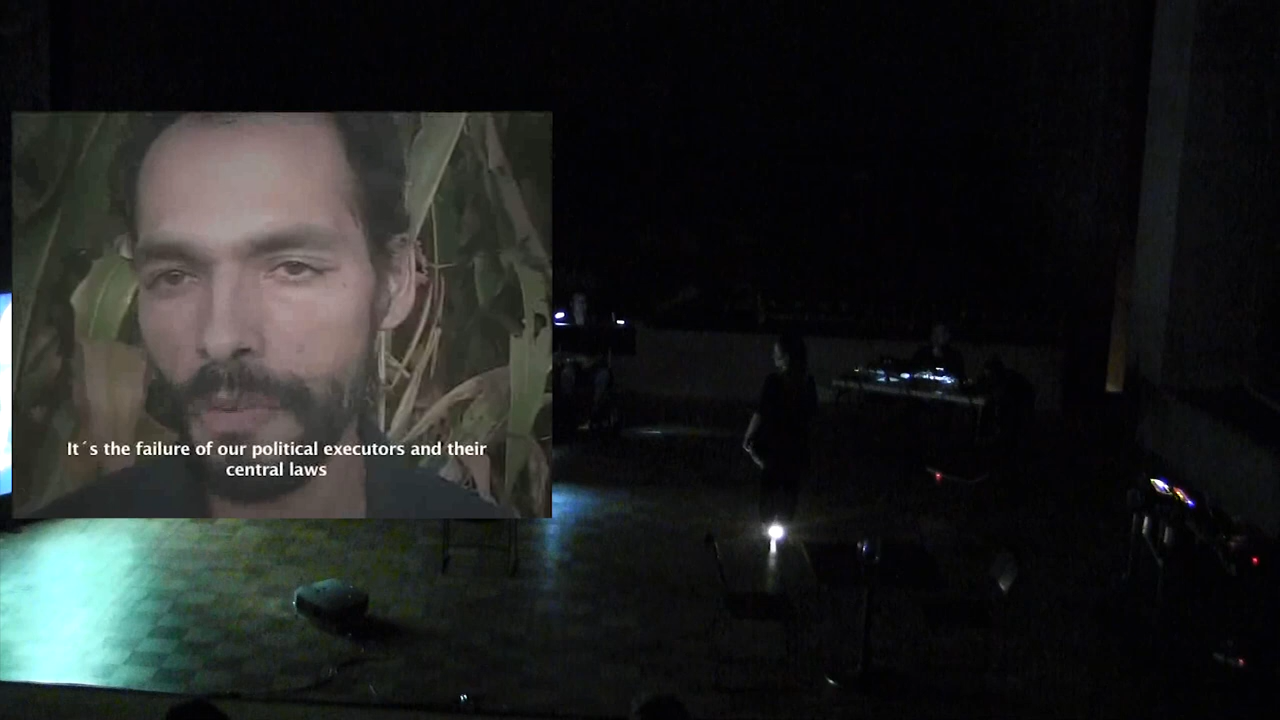 It´s the failure of our political executors and their
central laws